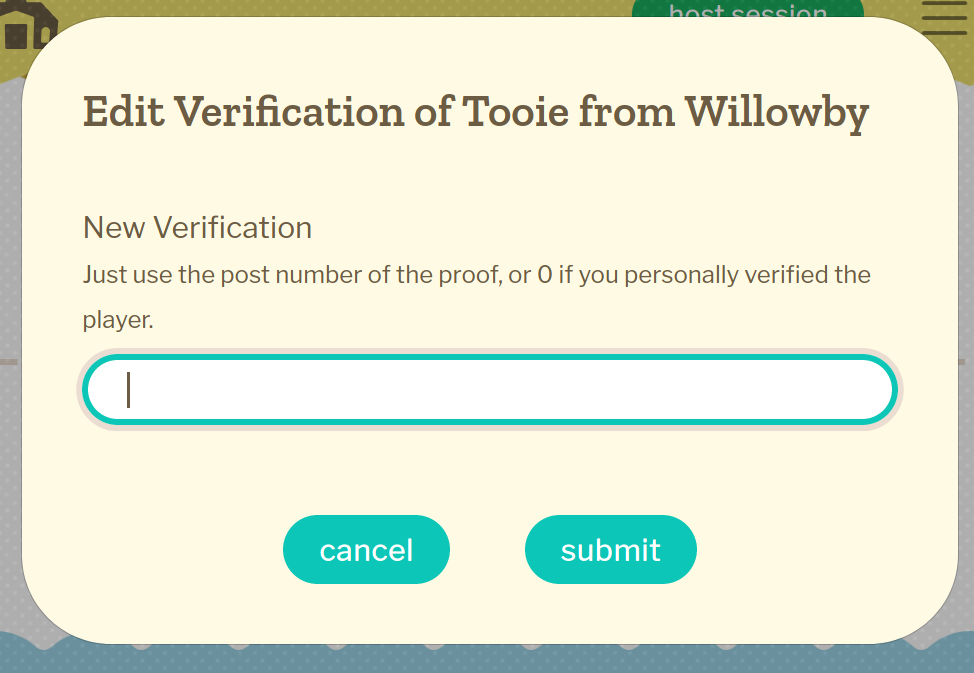 host session
Edit Verification of Tooie from Willowby
New Verification
Just use the post number of the proof, or 0 if you personally verified the
player.
cancel
submit